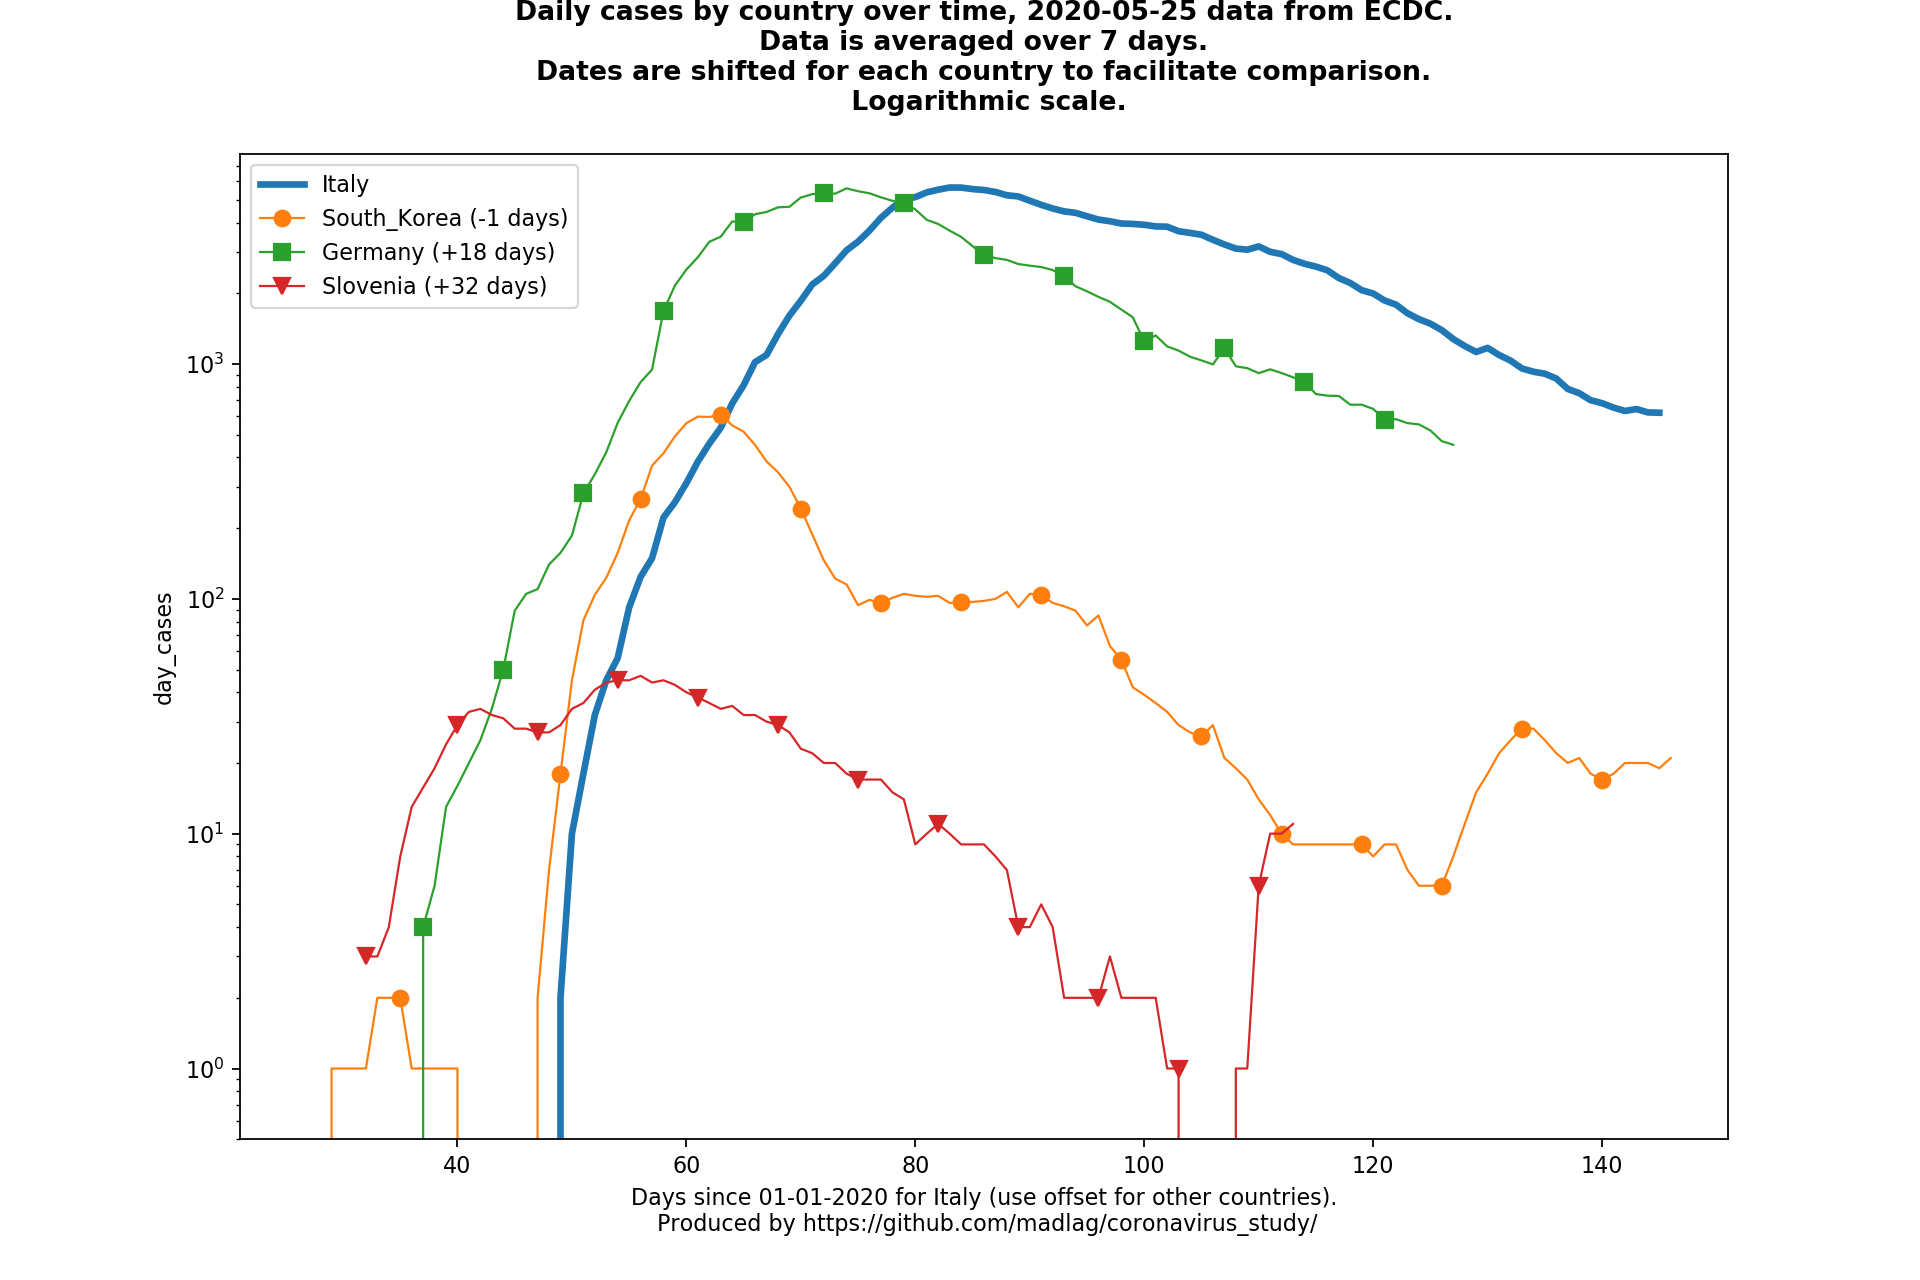 Daily cases by country over time, 2020-05-25 data from ECDC.
Data is averaged over 7 days.
Dates are shifted for each country to facilitate comparison.
Logarithmic scale.
Italy
South_Korea (-1 days)
Germany (+18 days)
Slovenia (+32 days)
day_cases
10³
10²
10¹
10⁰
40 60 80 100 120 140
Days since 01-01-2020 for Italy (use offset for other countries).
Produced by https://github.com/madlag/coronavirus_study/